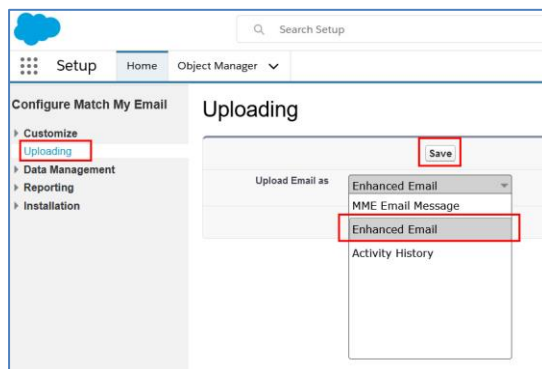 Search Setup
Setup
Home
Object Manager
Configure Match My Email
Customize
Uploading
Data Management
Reporting
Installation
Uploading
Save
Upload Email as
Enhanced Email
MME Email Message
Enhanced Email
Activity History